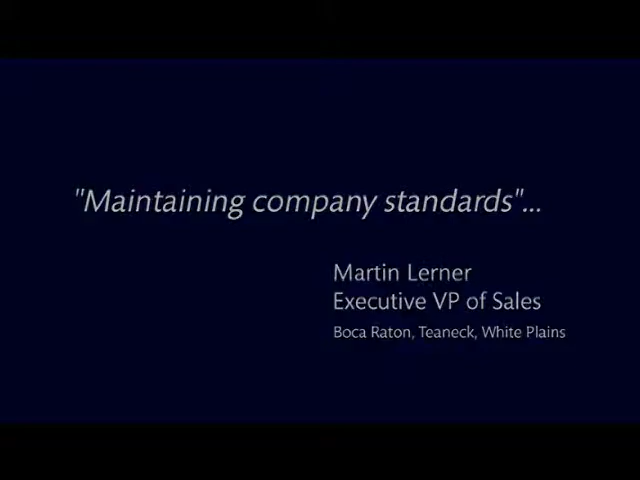 "Maintaining company standards"...
Martin Lerner
Executive VP of Sales
Boca Raton, Teaneck, White Plains